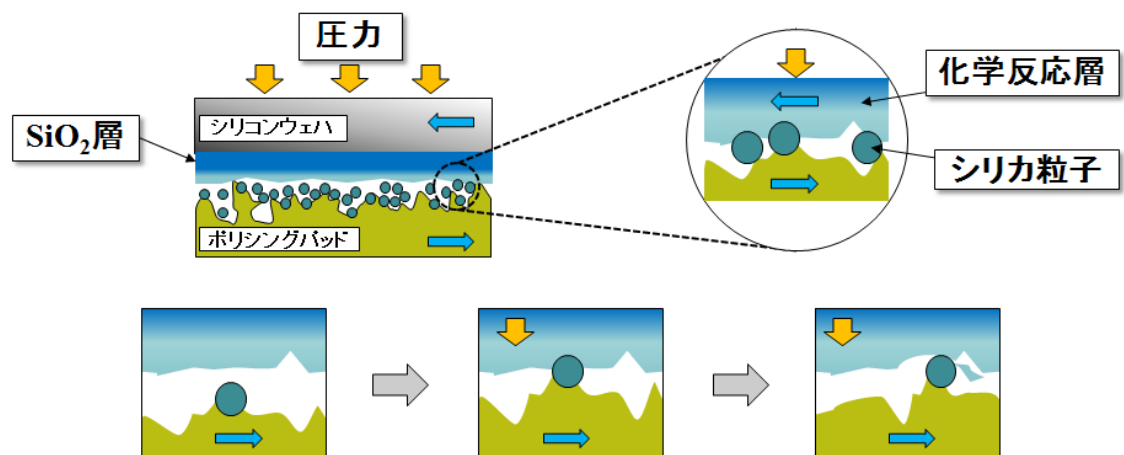 圧力
化学反応層
シリコンウェハ
SiO₂層
シリカ粒子
ポリシングパッド